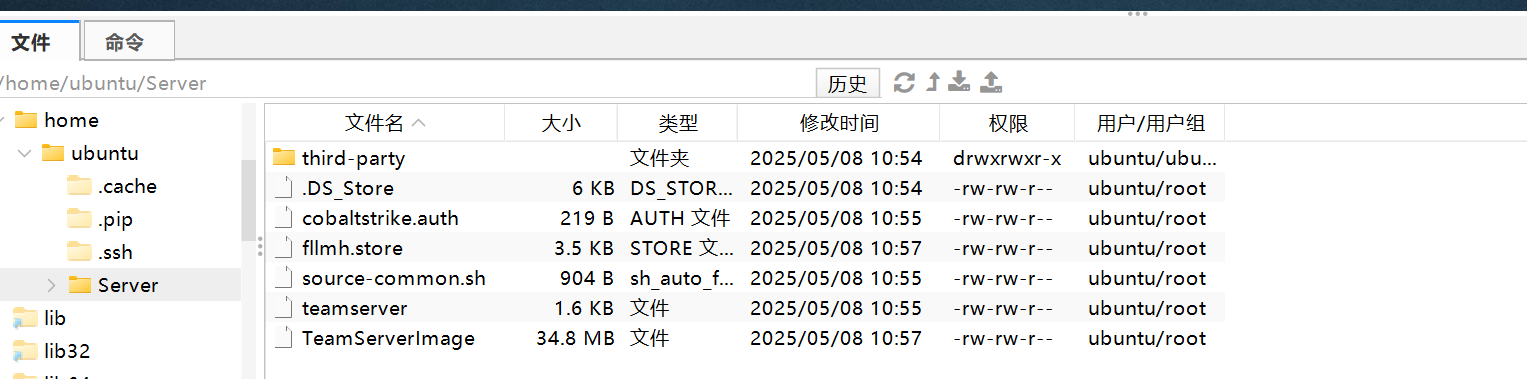 文件 命令
/home/ubuntu/Server 历史
home
ubuntu
.cache
.pip
.ssh
Server
lib
lib32
文件名 大小 类型 修改时间 权限 用户/用户组
third-party 文件夹 2025/05/08 10:54 drwxrwxr-x ubuntu/ubu...
.DS_Store 6 KB DS_STOR... 2025/05/08 10:54 -rw-rw-r-- ubuntu/root
cobaltstrike.auth 219 B AUTH 文件 2025/05/08 10:55 -rw-rw-r-- ubuntu/root
fllmh.store 3.5 KB STORE 文... 2025/05/08 10:57 -rw-rw-r-- ubuntu/root
source-common.sh 904 B sh_auto_f... 2025/05/08 10:55 -rw-rw-r-- ubuntu/root
teamserver 1.6 KB 文件 2025/05/08 10:55 -rw-rw-r-- ubuntu/root
TeamServerImage 34.8 MB 文件 2025/05/08 10:57 -rw-rw-r-- ubuntu/root